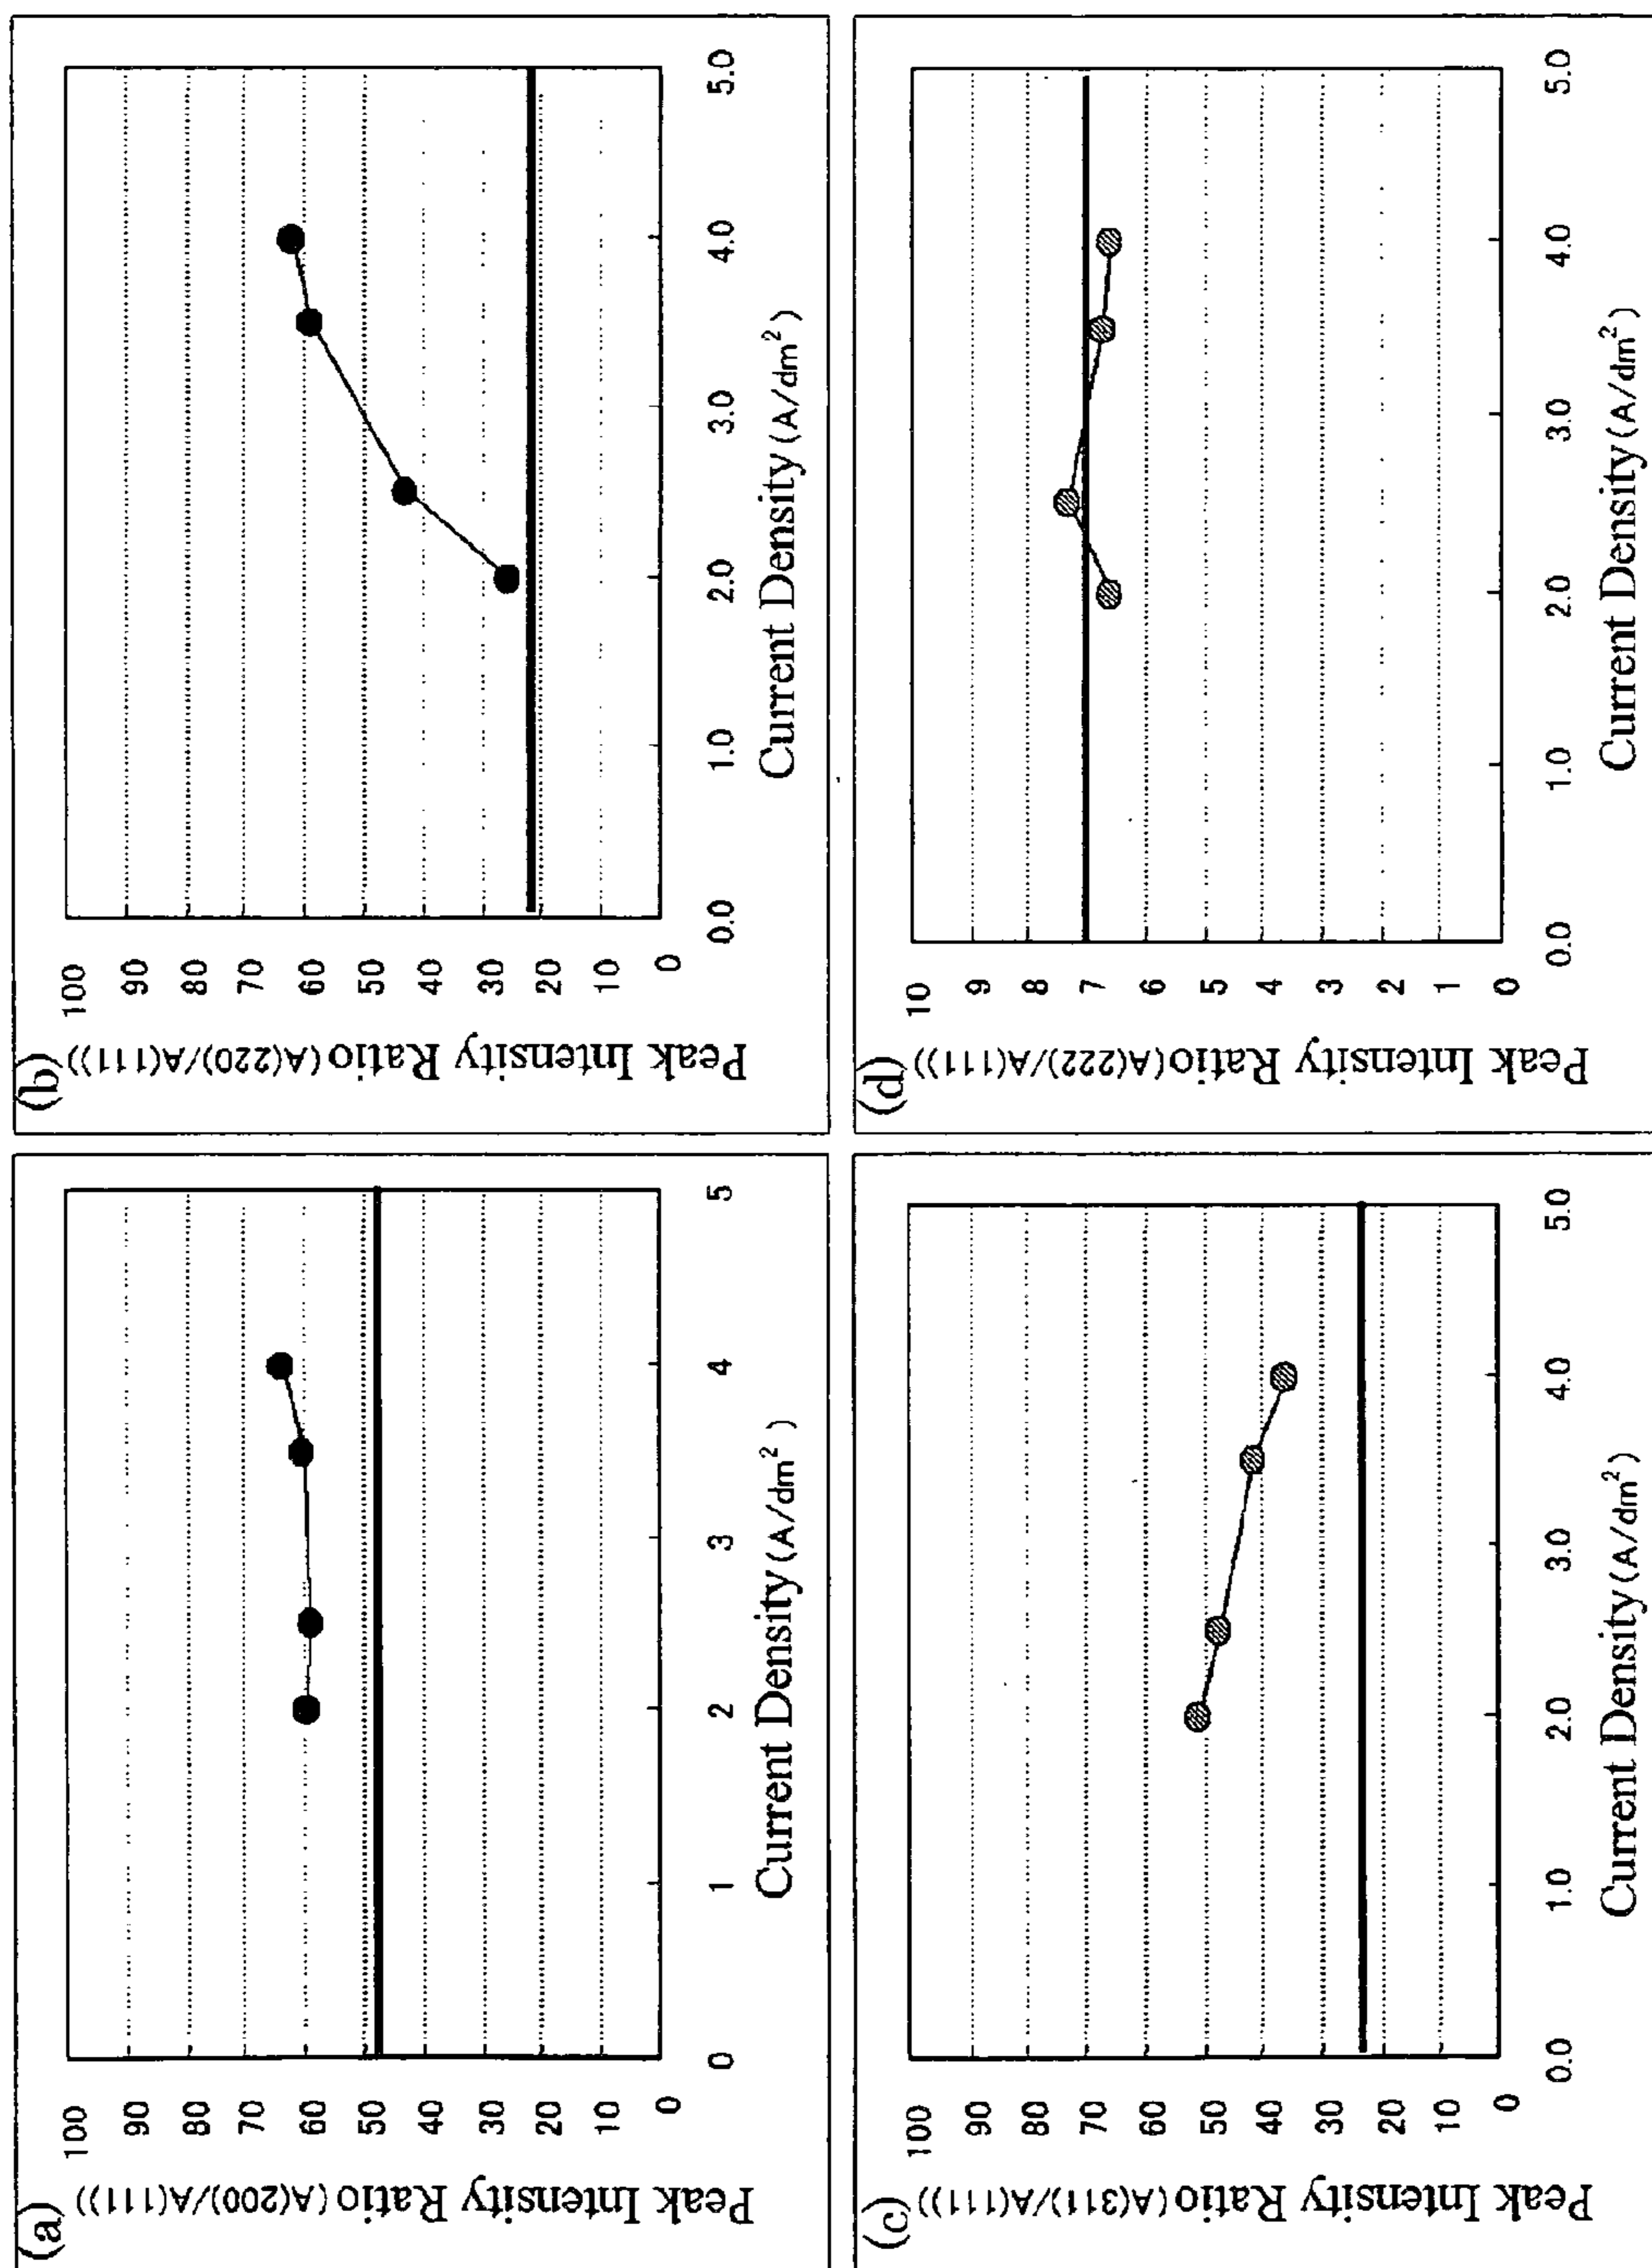 (a)
Peak Intensity Ratio (A(200)/A(111))
100
90
80
70
60
50
40
30
20
10
0
0 1 2 3 4 5
Current Density (A/dm²)
(b)
Peak Intensity Ratio (A(220)/A(111))
100
90
80
70
60
50
40
30
20
10
0
0.0 1.0 2.0 3.0 4.0 5.0
Current Density (A/dm²)
(c)
Peak Intensity Ratio (A(311)/A(111))
100
90
80
70
60
50
40
30
20
10
0
0.0 1.0 2.0 3.0 4.0 5.0
Current Density (A/dm²)
(d)
Peak Intensity Ratio (A(222)/A(111))
10
9
8
7
6
5
4
3
2
1
0
0.0 1.0 2.0 3.0 4.0 5.0
Current Density (A/dm²)